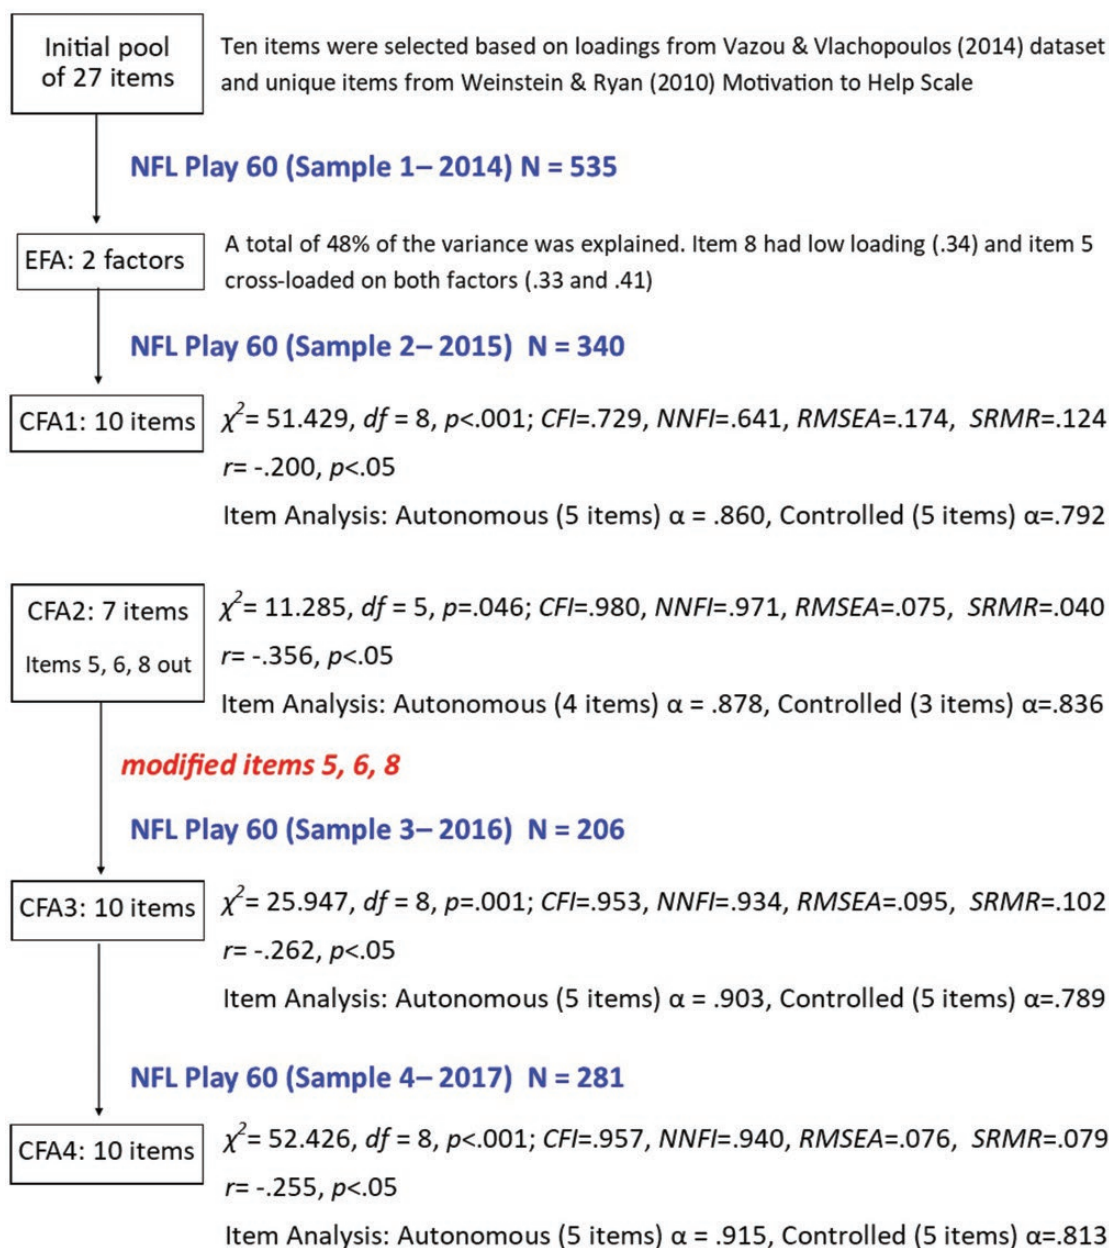 Initial pool
of 27 items
Ten items were selected based on loadings from Vazou & Vlachopoulos (2014) dataset
and unique items from Weinstein & Ryan (2010) Motivation to Help Scale
NFL Play 60 (Sample 1– 2014) N = 535
EFA: 2 factors
A total of 48% of the variance was explained. Item 8 had low loading (.34) and item 5
cross-loaded on both factors (.33 and .41)
NFL Play 60 (Sample 2– 2015) N = 340
CFA1: 10 items
χ²= 51.429, df = 8, p<.001; CFI=.729, NNFI=.641, RMSEA=.174, SRMR=.124
r= -.200, p<.05
Item Analysis: Autonomous (5 items) α = .860, Controlled (5 items) α=.792
CFA2: 7 items
Items 5, 6, 8 out
χ²= 11.285, df = 5, p=.046; CFI=.980, NNFI=.971, RMSEA=.075, SRMR=.040
r= -.356, p<.05
Item Analysis: Autonomous (4 items) α = .878, Controlled (3 items) α=.836
modified items 5, 6, 8
NFL Play 60 (Sample 3– 2016) N = 206
CFA3: 10 items
χ²= 25.947, df = 8, p=.001; CFI=.953, NNFI=.934, RMSEA=.095, SRMR=.102
r= -.262, p<.05
Item Analysis: Autonomous (5 items) α = .903, Controlled (5 items) α=.789
NFL Play 60 (Sample 4– 2017) N = 281
CFA4: 10 items
χ²= 52.426, df = 8, p<.001; CFI=.957, NNFI=.940, RMSEA=.076, SRMR=.079
r= -.255, p<.05
Item Analysis: Autonomous (5 items) α = .915, Controlled (5 items) α=.813